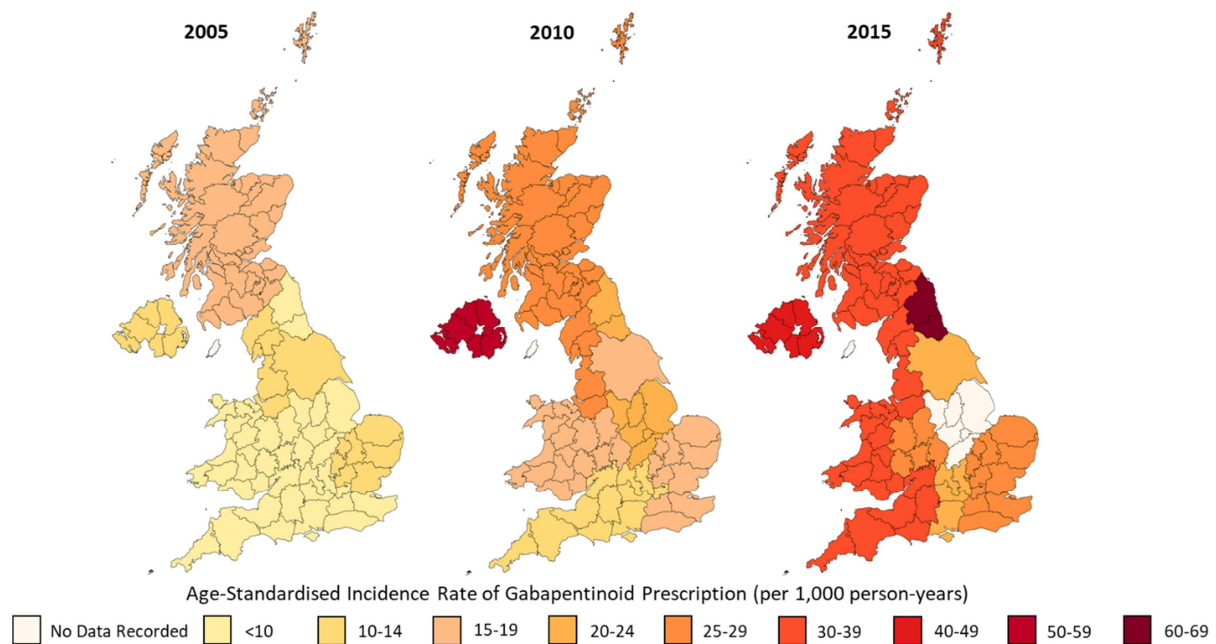 2005 2010 2015
Age-Standardised Incidence Rate of Gabapentinoid Prescription (per 1,000 person-years)
No Data Recorded <10 10-14 15-19 20-24 25-29 30-39 40-49 50-59 60-69